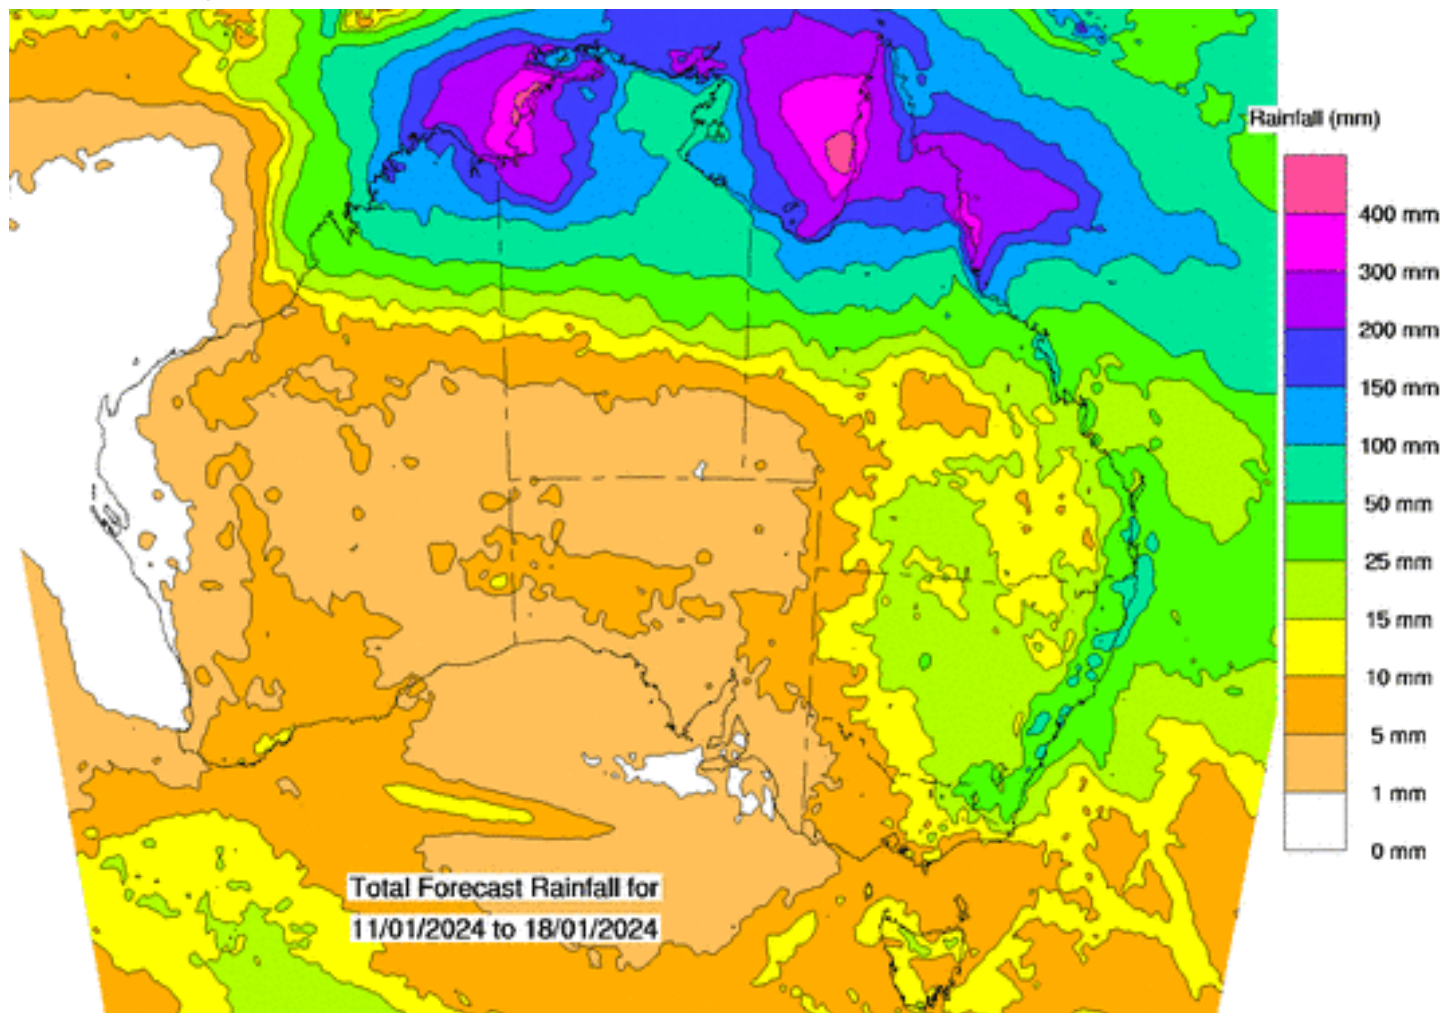 Rainfall (mm)
400 mm
300 mm
200 mm
150 mm
100 mm
50 mm
25 mm
15 mm
10 mm
5 mm
1 mm
0 mm
Total Forecast Rainfall for
11/01/2024 to 18/01/2024